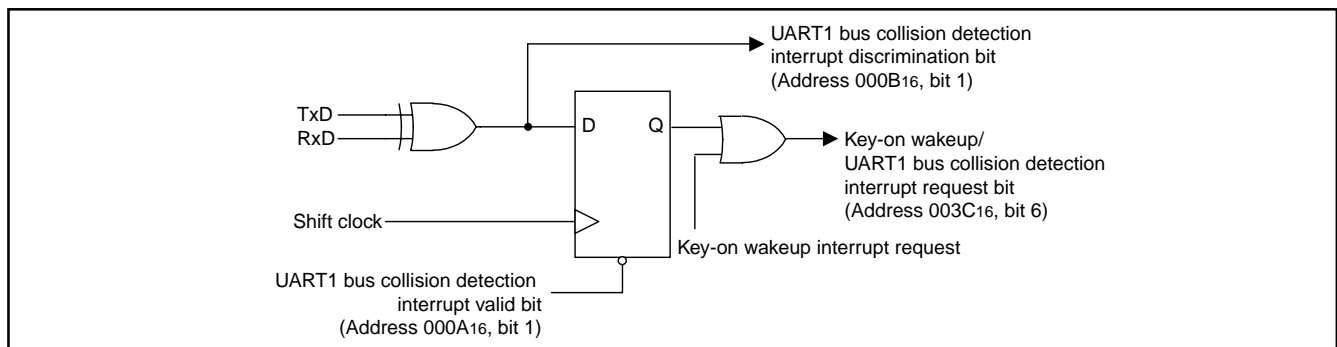 UART1 bus collision detection
interrupt discrimination bit
(Address 000B16, bit 1)
TxD
RxD
D
Q
Key-on wakeup/
UART1 bus collision detection
interrupt request bit
(Address 003C16, bit 6)
Shift clock
Key-on wakeup interrupt request
UART1 bus collision detection
interrupt valid bit
(Address 000A16, bit 1)